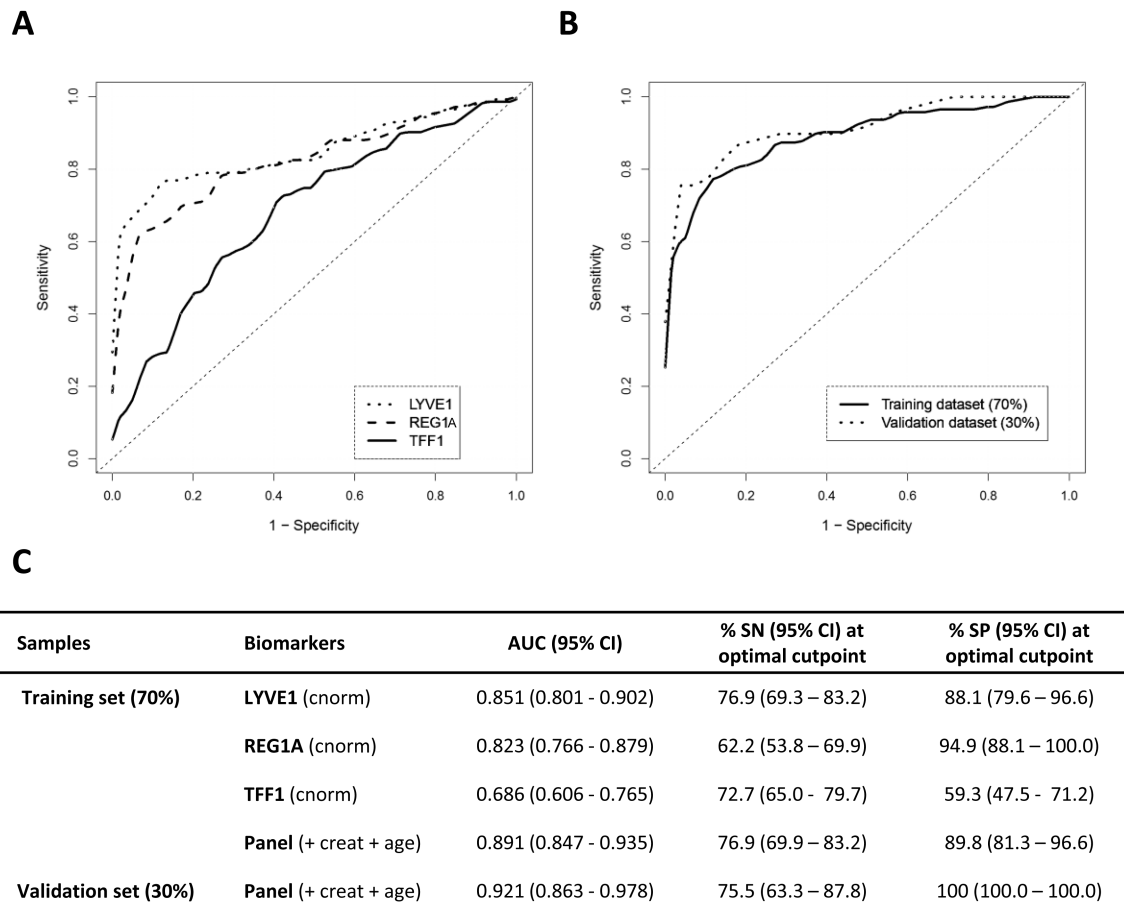 A
B
1.0
0.8
0.6
0.4
0.2
0.0
Sensitivity
LYVE1
REG1A
TFF1
0.0 0.2 0.4 0.6 0.8 1.0
1 − Specificity
1.0
0.8
0.6
0.4
0.2
0.0
Sensitivity
Training dataset (70%)
Validation dataset (30%)
0.0 0.2 0.4 0.6 0.8 1.0
1 − Specificity
C
Samples Biomarkers AUC (95% CI) % SN (95% CI) at optimal cutpoint % SP (95% CI) at optimal cutpoint
Training set (70%) LYVE1 (cnorm) 0.851 (0.801 - 0.902) 76.9 (69.3 – 83.2) 88.1 (79.6 – 96.6)
REG1A (cnorm) 0.823 (0.766 - 0.879) 62.2 (53.8 – 69.9) 94.9 (88.1 – 100.0)
TFF1 (cnorm) 0.686 (0.606 - 0.765) 72.7 (65.0 - 79.7) 59.3 (47.5 - 71.2)
Panel (+ creat + age) 0.891 (0.847 - 0.935) 76.9 (69.9 – 83.2) 89.8 (81.3 – 96.6)
Validation set (30%) Panel (+ creat + age) 0.921 (0.863 - 0.978) 75.5 (63.3 – 87.8) 100 (100.0 – 100.0)